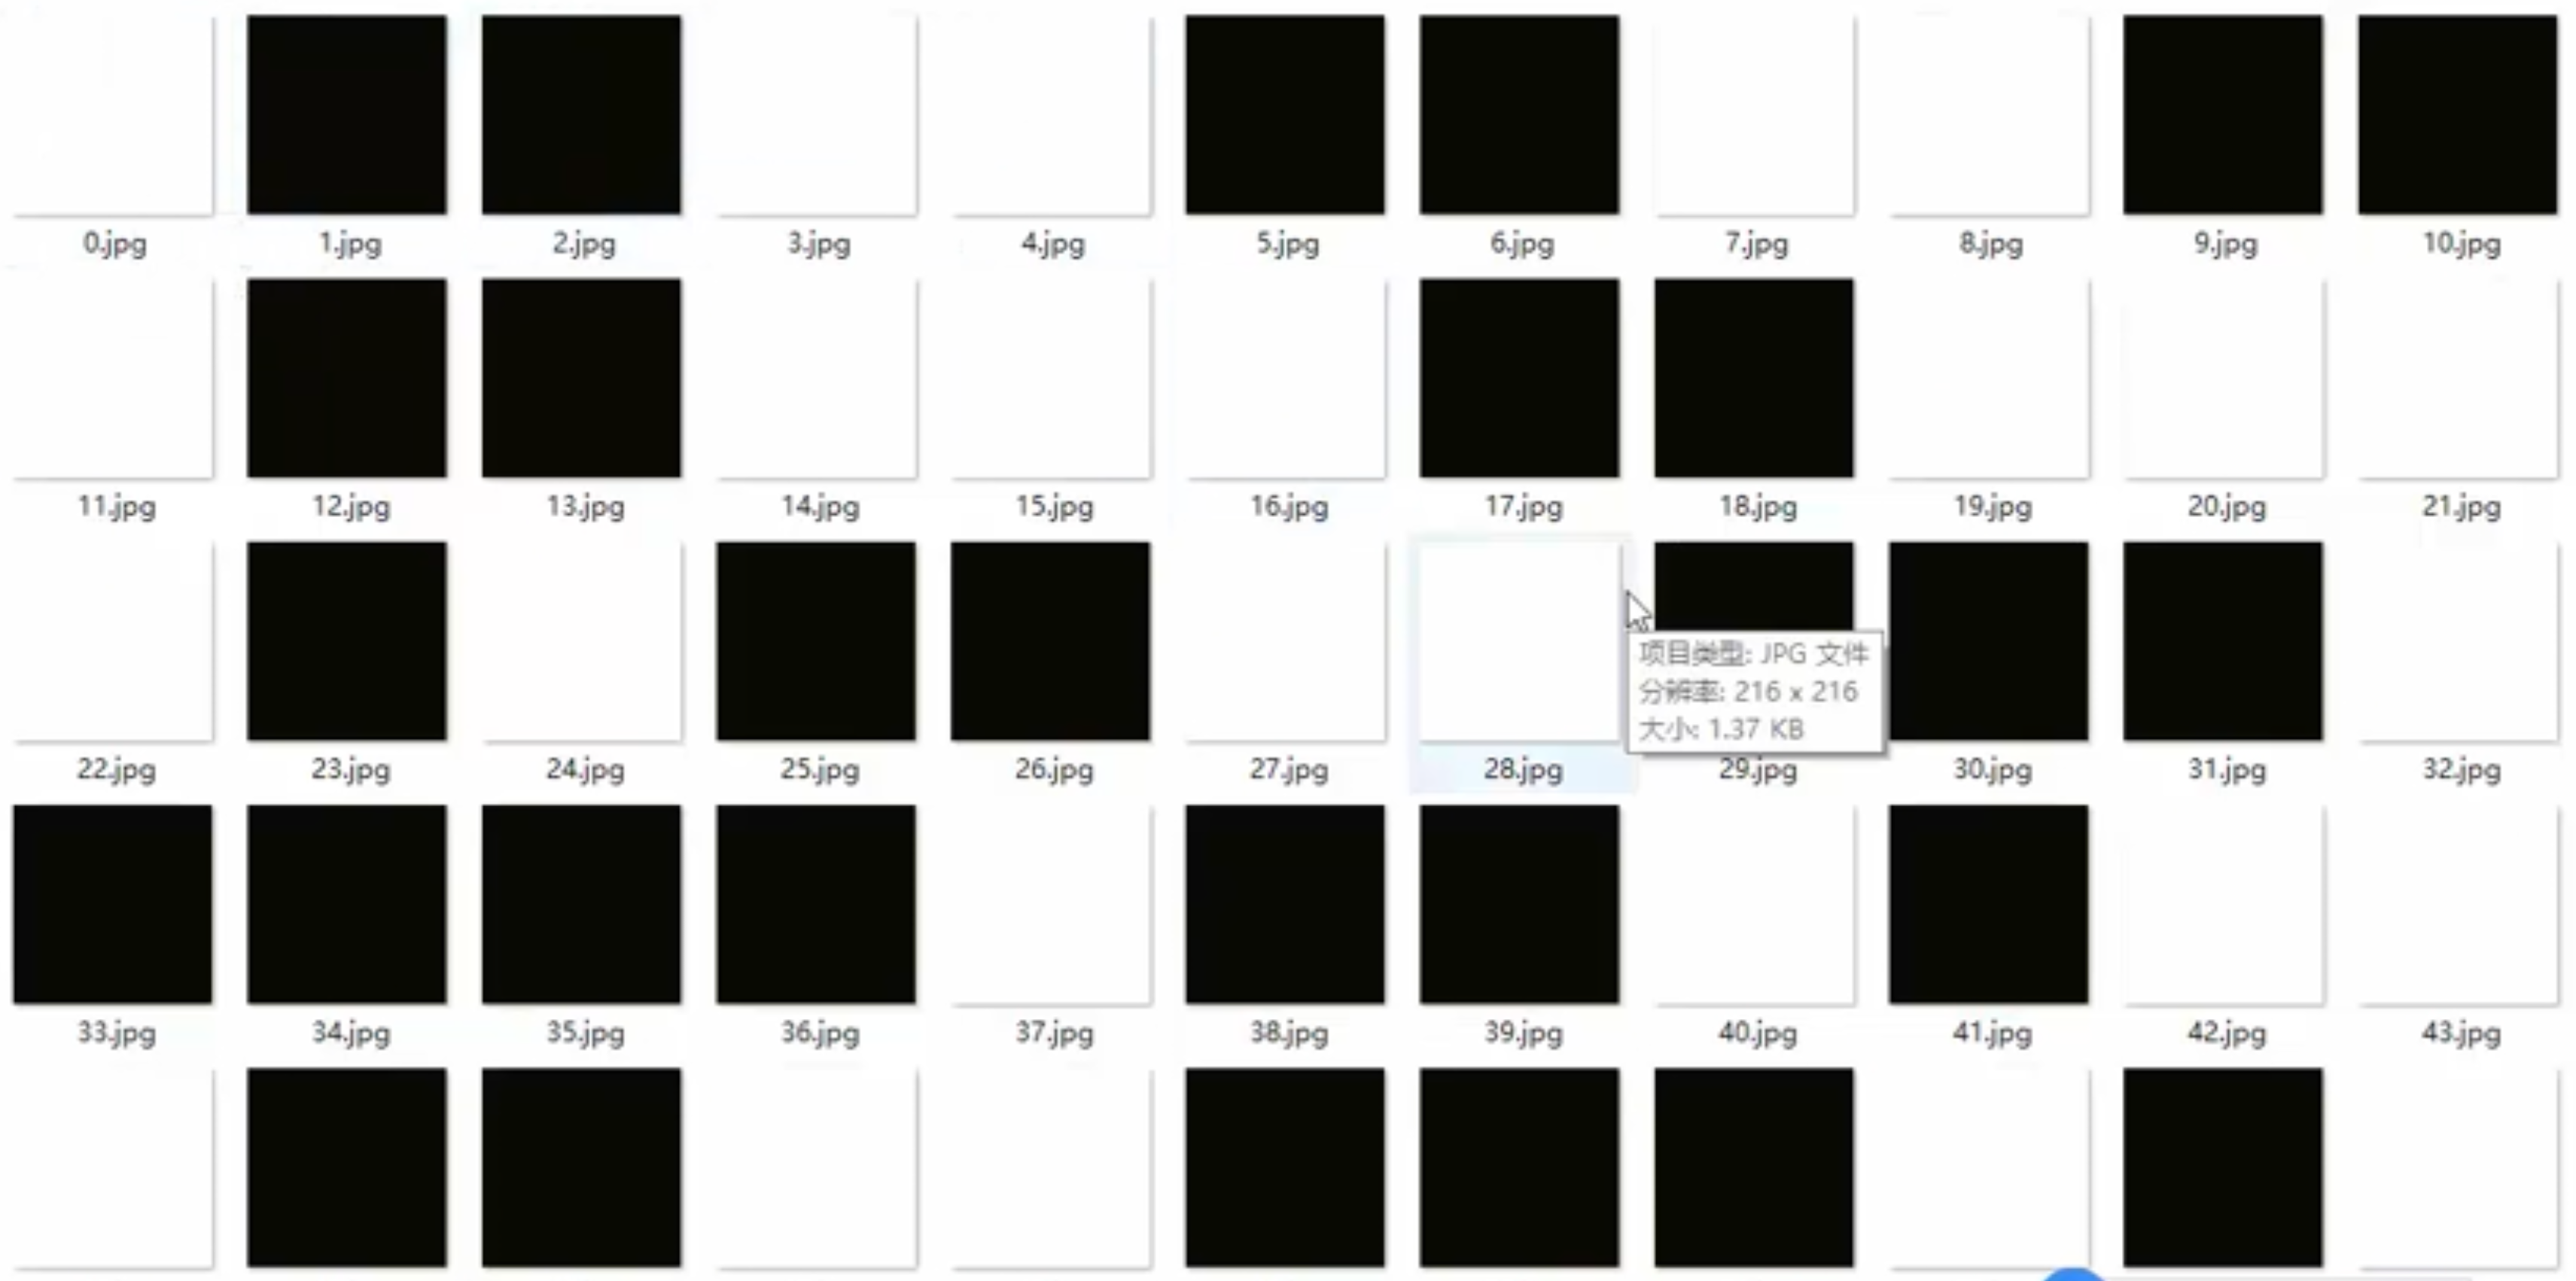 0.jpg 1.jpg 2.jpg 3.jpg 4.jpg 5.jpg 6.jpg 7.jpg 8.jpg 9.jpg 10.jpg
11.jpg 12.jpg 13.jpg 14.jpg 15.jpg 16.jpg 17.jpg 18.jpg 19.jpg 20.jpg 21.jpg
项目类型: JPG 文件
分辨率: 216 x 216
大小: 1.37 KB
22.jpg 23.jpg 24.jpg 25.jpg 26.jpg 27.jpg 28.jpg 29.jpg 30.jpg 31.jpg 32.jpg
33.jpg 34.jpg 35.jpg 36.jpg 37.jpg 38.jpg 39.jpg 40.jpg 41.jpg 42.jpg 43.jpg